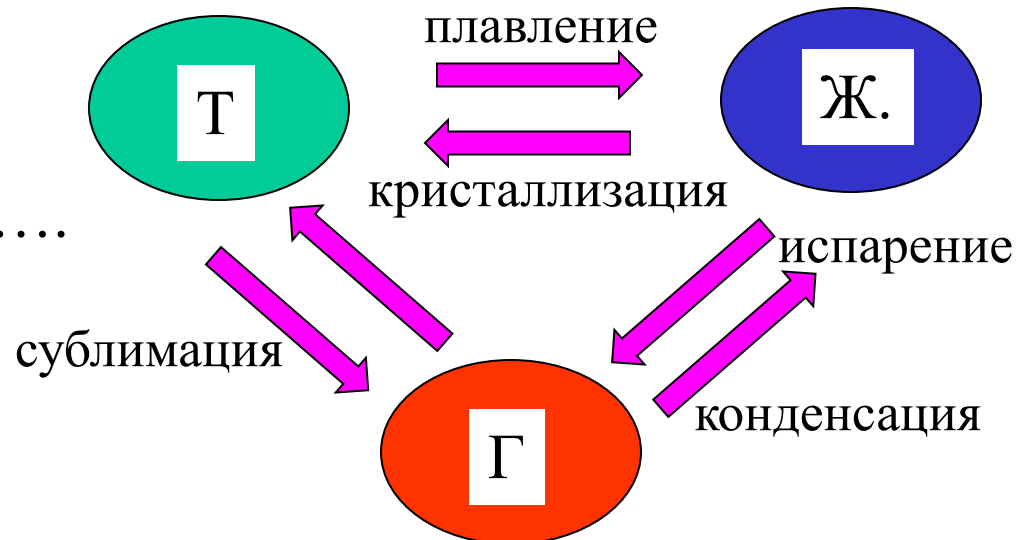 плавление
Т
Ж.
кристаллизация
….
испарение
сублимация
конденсация
Г